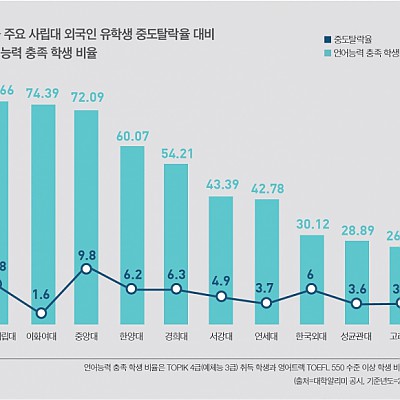 주요 사립대 외국인 유학생 중도탈락율 대비
능력 충족 학생 비율
중도탈락율
언어능력 충족 학생
.66 74.39 72.09 60.07 54.21 43.39 42.78 30.12 28.89 26
.8 1.6 9.8 6.2 6.3 4.9 3.7 6 3.6 3
립대 이화여대 중앙대 한양대 경희대 서강대 연세대 한국외대 성균관대 고려
언어능력 충족 학생 비율은 TOPIK 4급(예체능 3급) 취득 학생과 영어트랙 TOEFL 550 수준 이상 학생 비
(출처=대학알리미 공시, 기준년도=2